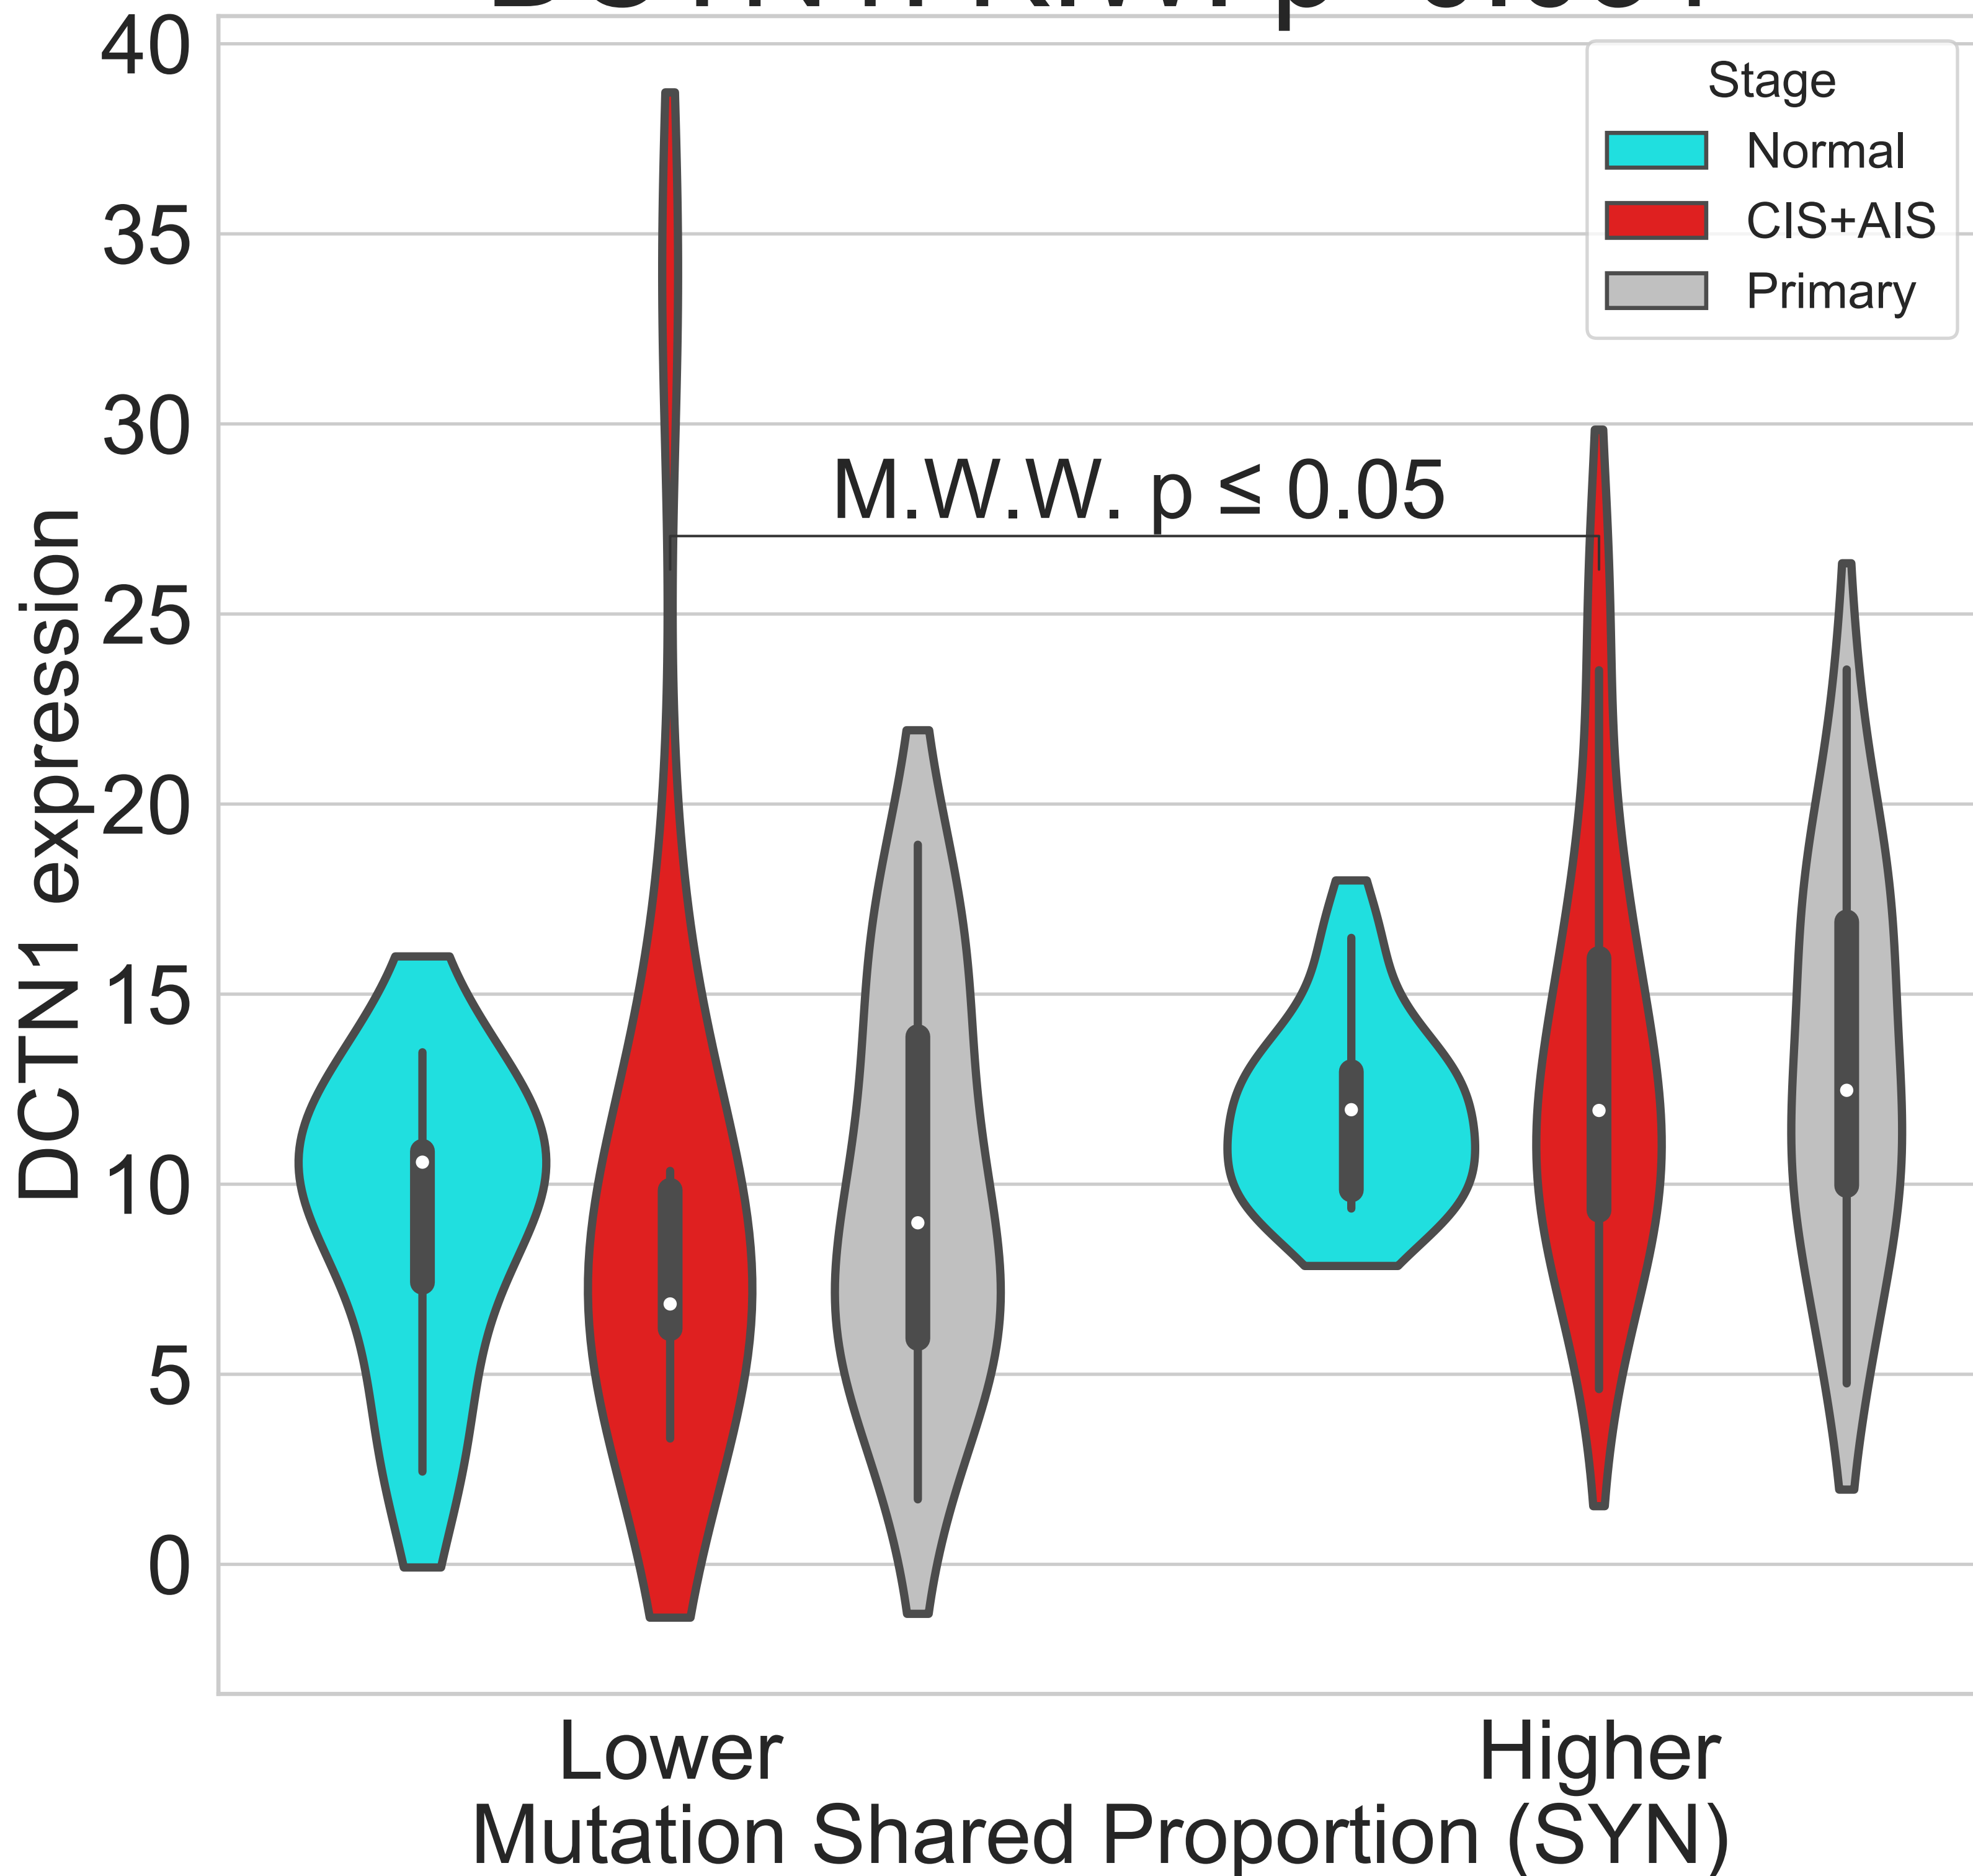 40
35
30
25
20
15
10
5
0
DCTN1 expression
Stage
Normal
CIS+AIS
Primary
M.W.W. p ≤ 0.05
Lower
Higher
Mutation Shared Proportion (SYN)